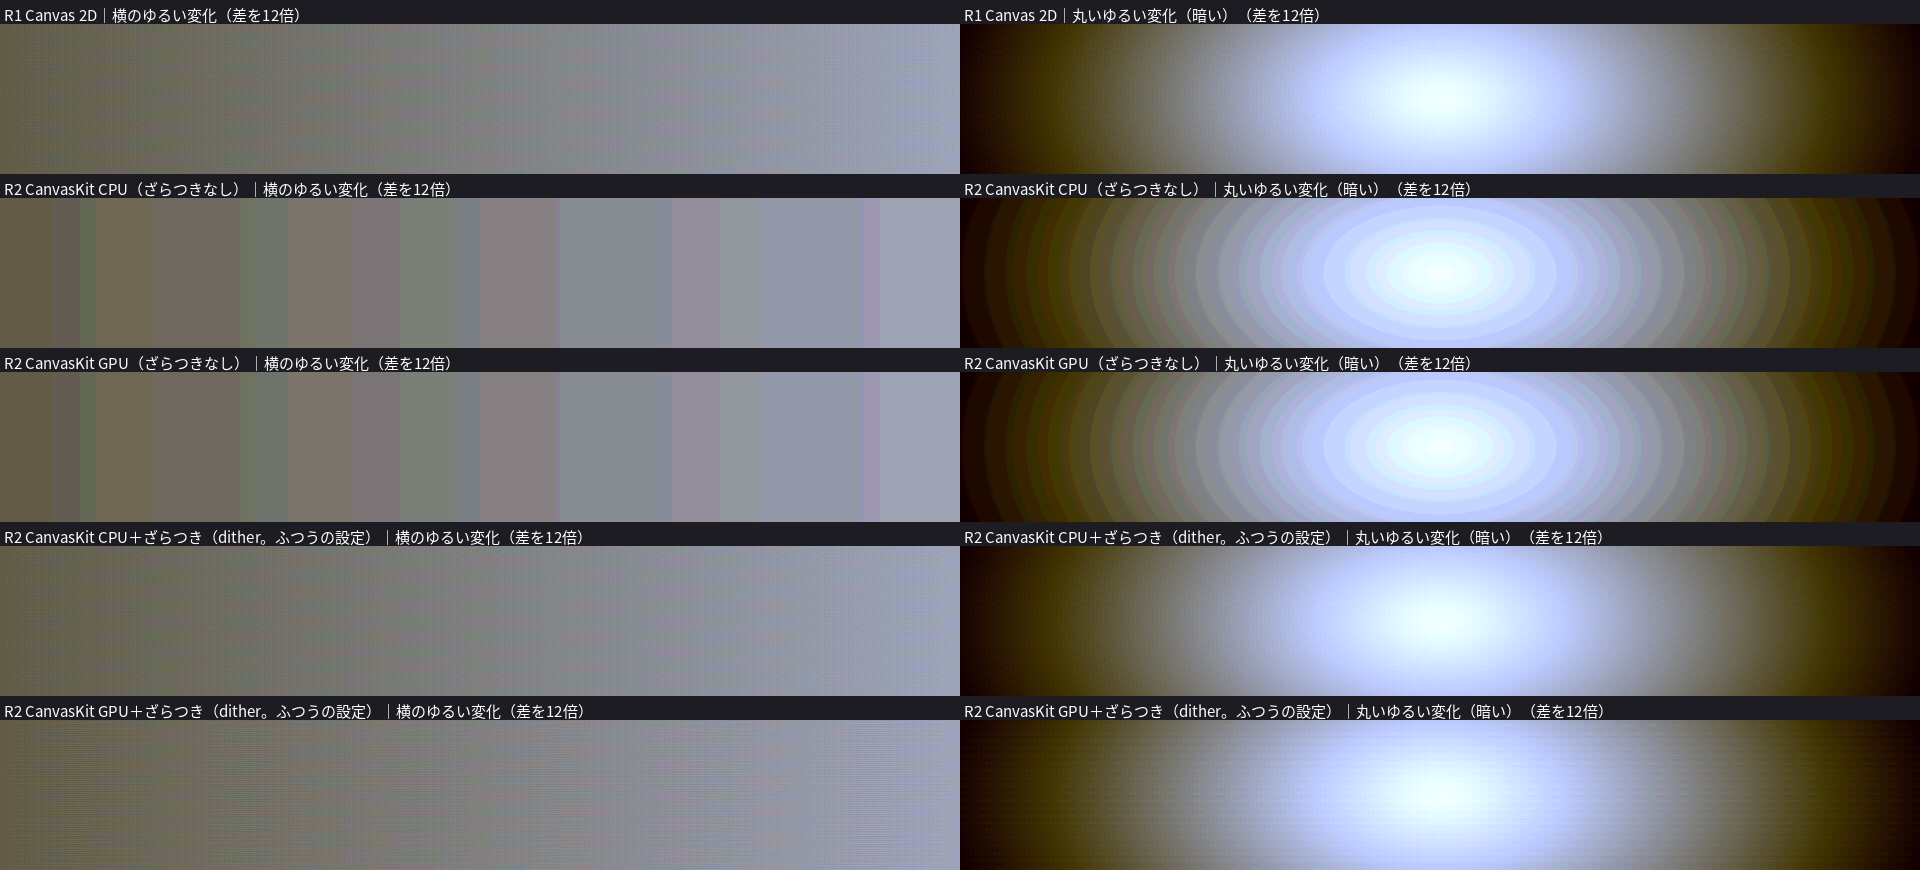 R1 Canvas 2D｜横のゆるい変化（差を12倍）
R1 Canvas 2D｜丸いゆるい変化（暗い）（差を12倍）
R2 CanvasKit CPU（ざらつきなし）｜横のゆるい変化（差を12倍）
R2 CanvasKit CPU（ざらつきなし）｜丸いゆるい変化（暗い）（差を12倍）
R2 CanvasKit GPU（ざらつきなし）｜横のゆるい変化（差を12倍）
R2 CanvasKit GPU（ざらつきなし）｜丸いゆるい変化（暗い）（差を12倍）
R2 CanvasKit CPU＋ざらつき（dither。ふつうの設定）｜横のゆるい変化（差を12倍）
R2 CanvasKit CPU＋ざらつき（dither。ふつうの設定）｜丸いゆるい変化（暗い）（差を12倍）
R2 CanvasKit GPU＋ざらつき（dither。ふつうの設定）｜横のゆるい変化（差を12倍）
R2 CanvasKit GPU＋ざらつき（dither。ふつうの設定）｜丸いゆるい変化（暗い）（差を12倍）